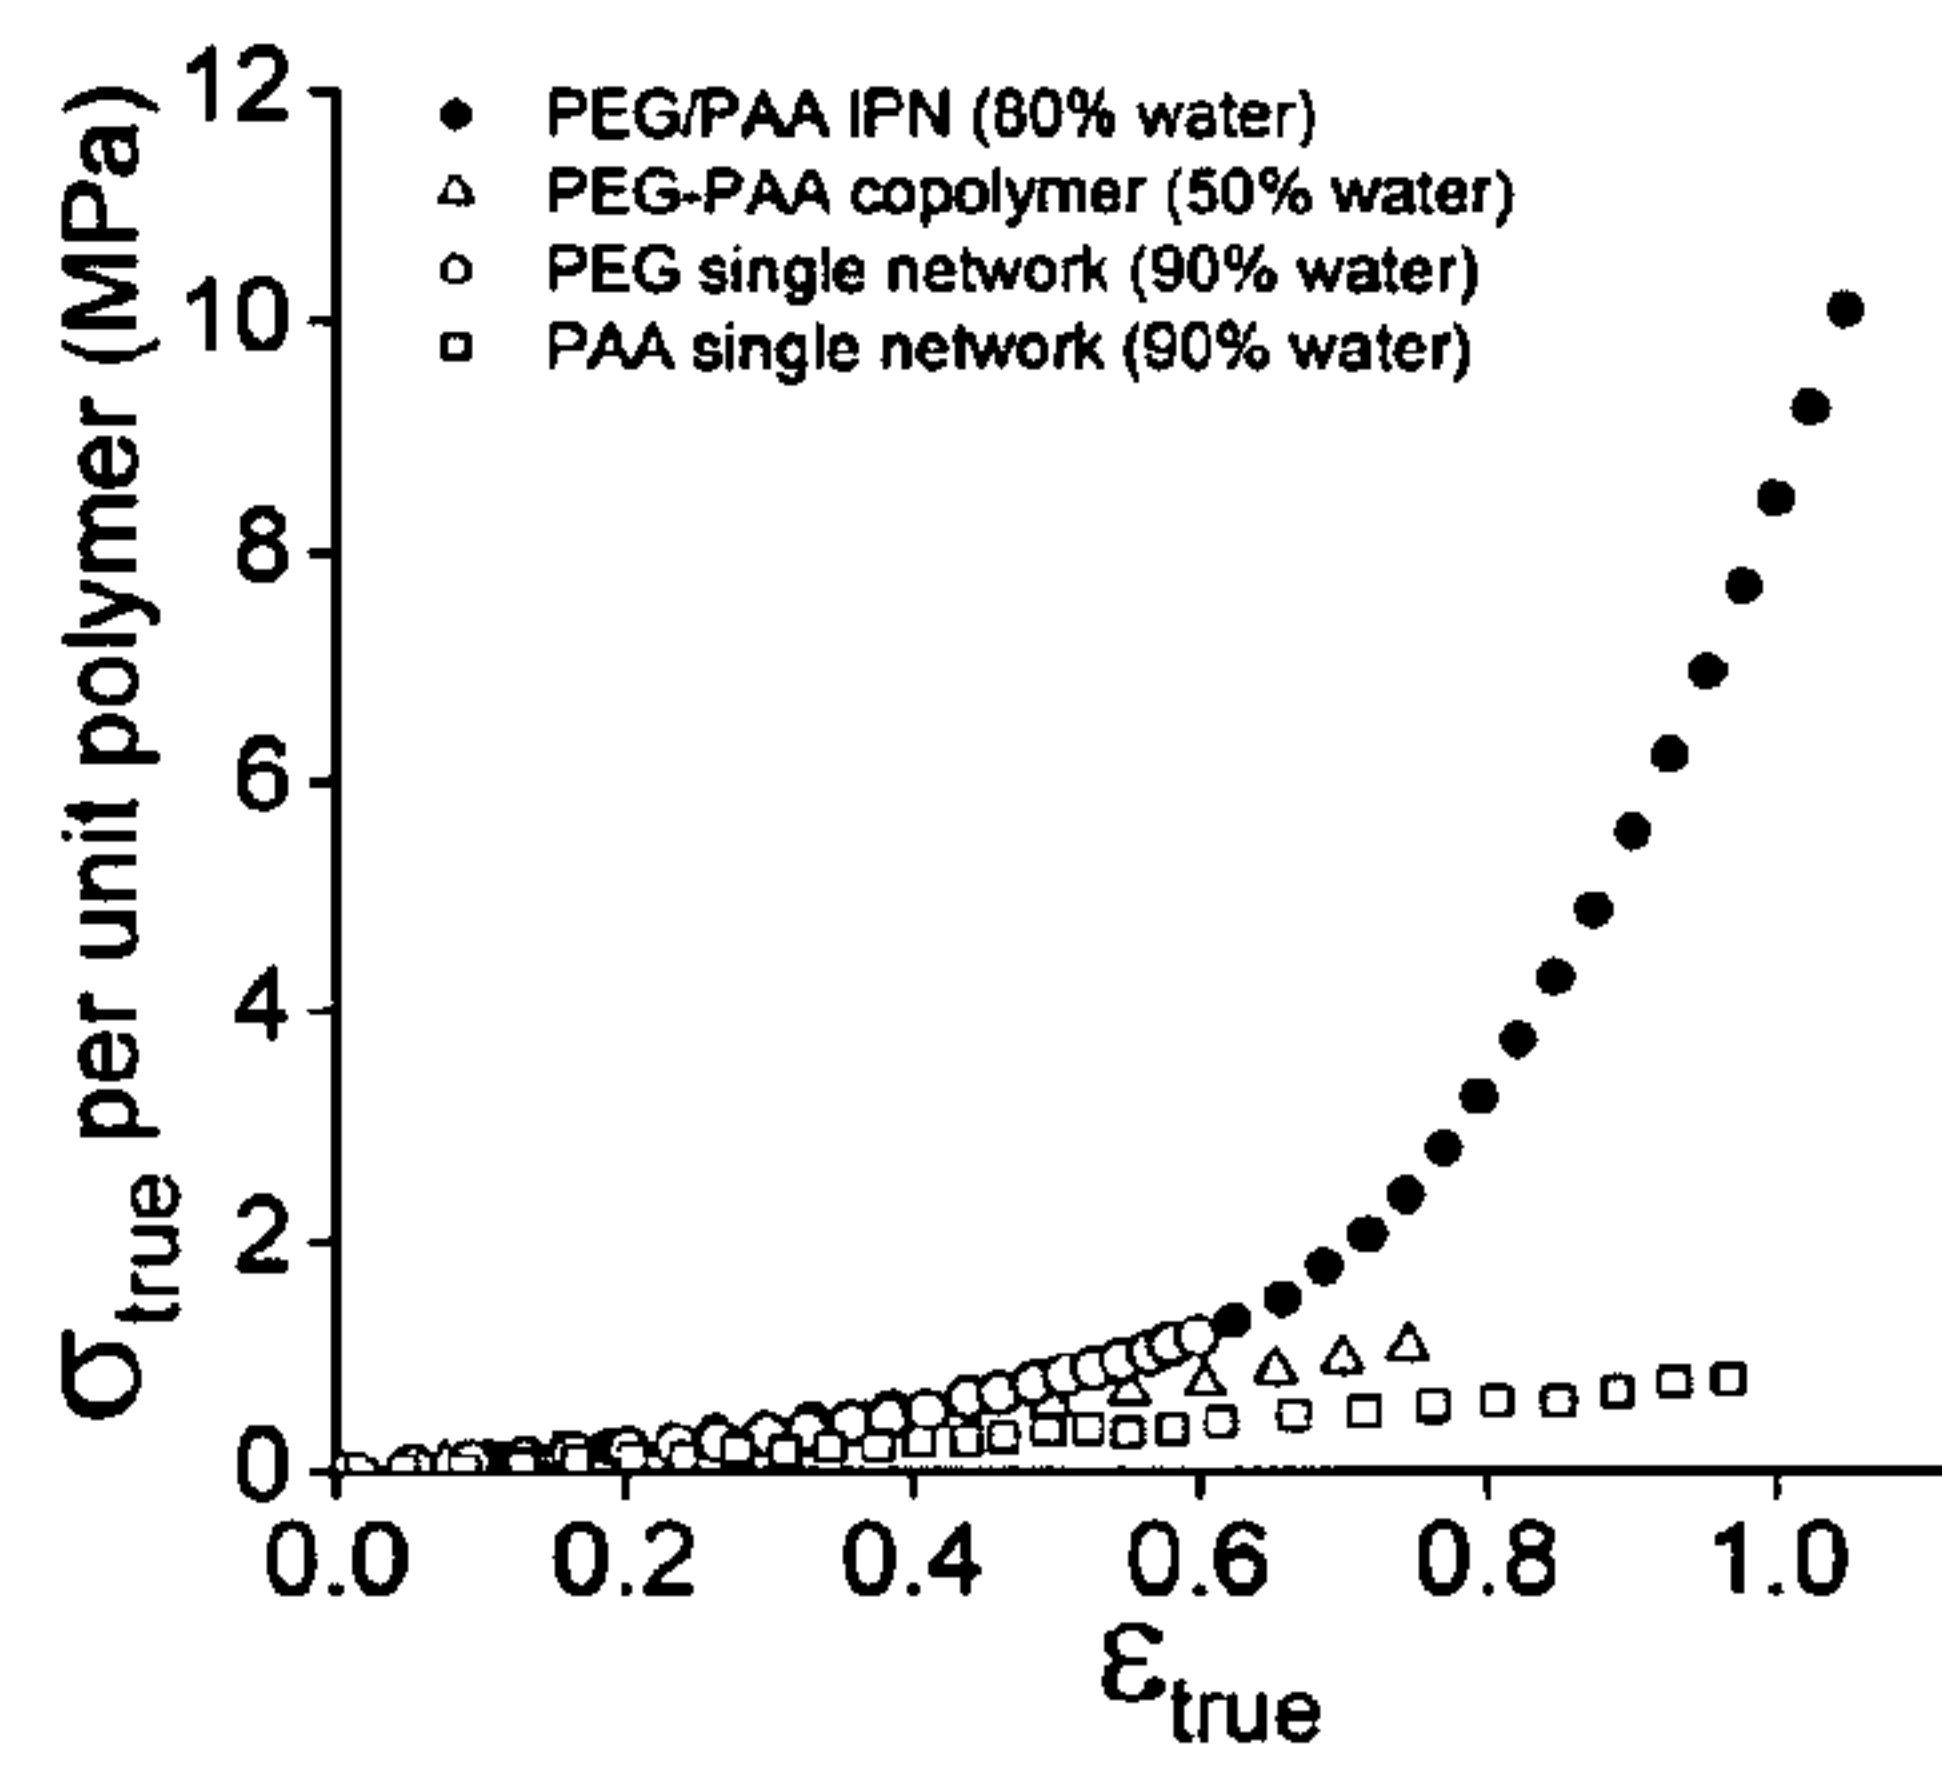 σtrue per unit polymer (MPa)
12
10
8
6
4
2
0
PEG/PAA IPN (80% water)
PEG-PAA copolymer (50% water)
PEG single network (90% water)
PAA single network (90% water)
0.0 0.2 0.4 0.6 0.8 1.0
εtrue